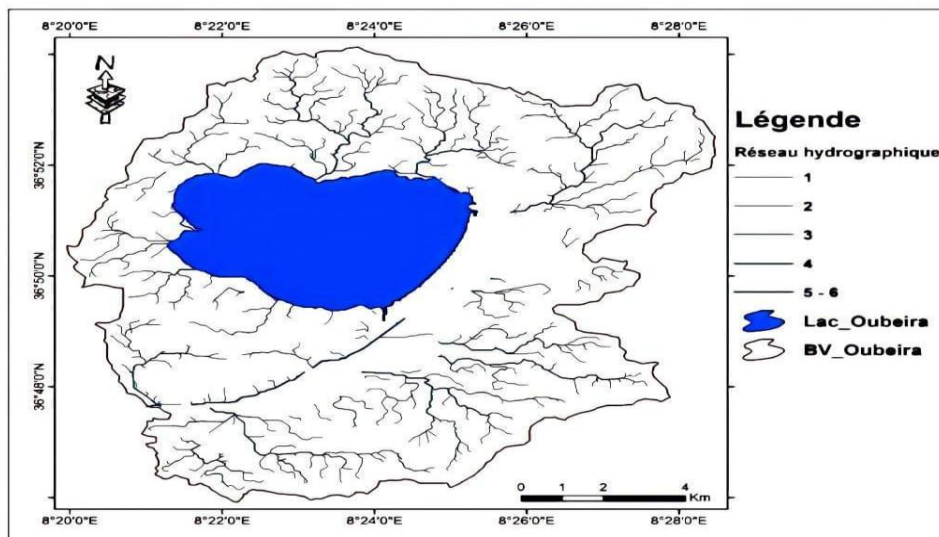 8°20'0"E 8°22'0"E 8°24'0"E 8°26'0"E 8°28'0"E
N
36°52'0"N
36°50'0"N
36°48'0"N
Légende
Réseau hydrographique
1
2
3
4
5 - 6
Lac_Oubeira
BV_Oubeira
0 1 2 4
Km
8°20'0"E 8°22'0"E 8°24'0"E 8°26'0"E 8°28'0"E